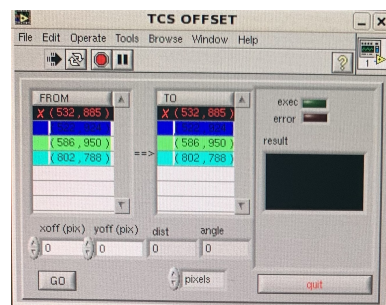 TCS OFFSET
File Edit Operate Tools Browse Window Help
1
FROM TO
X (532, 885) X (532, 885)
(586, 950) (586, 950)
(802, 788) (802, 788)
==>
exec
error
result
xoff (pix) yoff (pix) dist angle
0 0 0 0
GO pixels quit